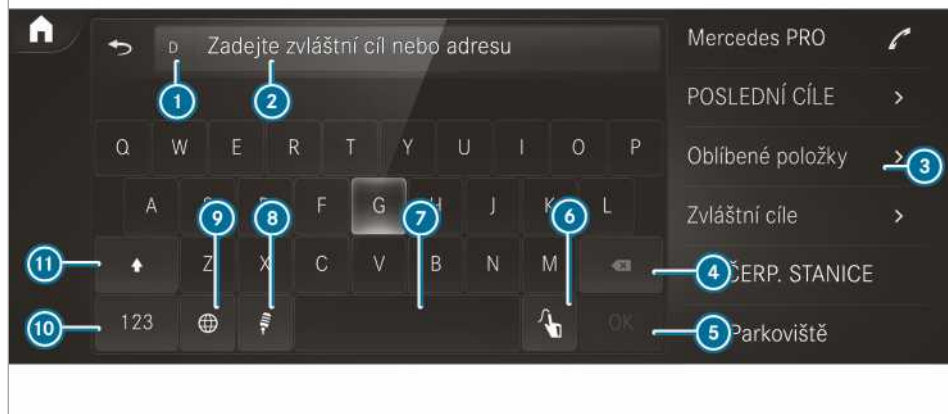 D Zadejte zvláštní cíl nebo adresu
1 2
Q W E R T Y U I O P
A F G J K L
9 8 7 6
11 Z X C V B N M
10 123 OK
Mercedes PRO
POSLEDNÍ CÍLE
Oblíbené položky
3
Zvláštní cíle
4 ČERP. STANICE
5 Parkoviště